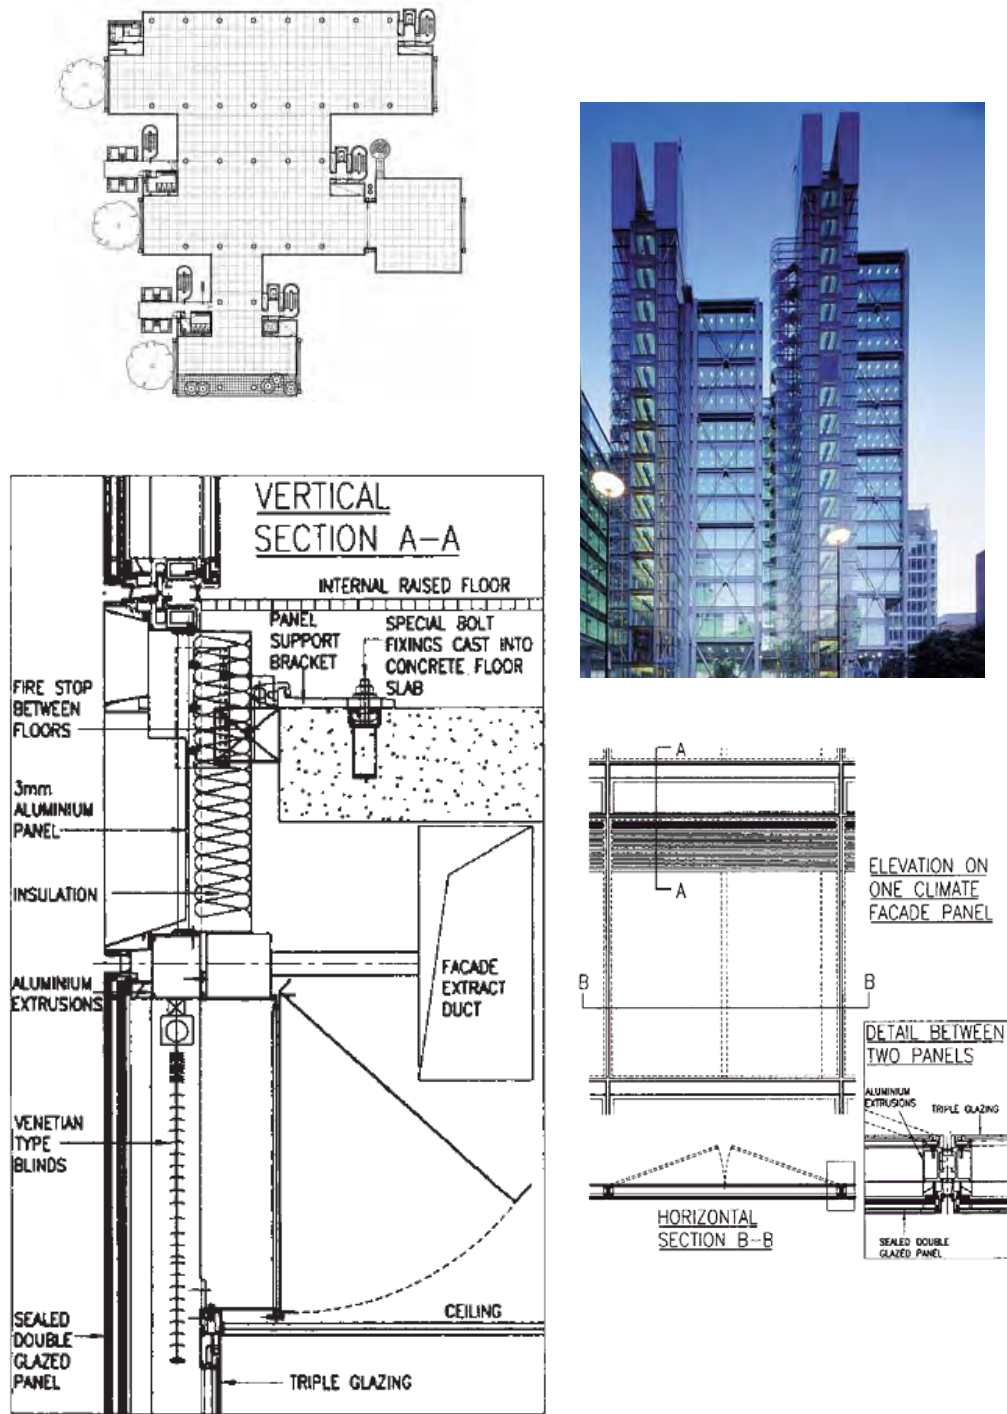 VERTICAL
SECTION A-A
INTERNAL RAISED FLOOR
PANEL
SUPPORT
BRACKET
SPECIAL BOLT
FIXINGS CAST INTO
CONCRETE FLOOR
SLAB
FIRE STOP
BETWEEN
FLOORS
3mm
ALUMINIUM
PANEL
INSULATION
ALUMINIUM
EXTRUSIONS
FACADE
EXTRACT
DUCT
VENETIAN
TYPE
BLINDS
CEILING
SEALED
DOUBLE
GLAZED
PANEL
TRIPLE GLAZING
A
A
ELEVATION ON
ONE CLIMATE
FACADE PANEL
B
B
DETAIL BETWEEN
TWO PANELS
ALUMINIUM
EXTRUSIONS
TRIPLE GLAZING
SEALED DOUBLE
GLAZED PANEL
HORIZONTAL
SECTION B-B